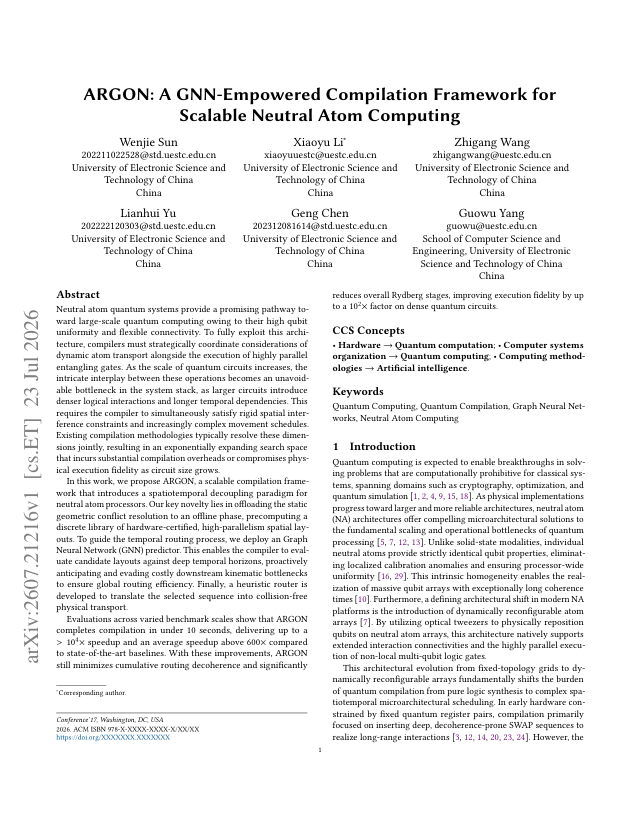 ARGON: A GNN-Empowered Compilation Framework for
Scalable Neutral Atom Computing
Wenjie Sun
202211022528@std.uestc.edu.cn
University of Electronic Science and
Technology of China
China
Xiaoyu Li*
xiaoyuuestc@uestc.edu.cn
University of Electronic Science and
Technology of China
China
Zhigang Wang
zhigangwang@uestc.edu.cn
University of Electronic Science and
Technology of China
China
Lianhui Yu
202222120303@std.uestc.edu.cn
University of Electronic Science and
Technology of China
China
Geng Chen
202312081614@std.uestc.edu.cn
University of Electronic Science and
Technology of China
China
Guowu Yang
guowu@uestc.edu.cn
School of Computer Science and
Engineering, University of Electronic
Science and Technology of China
China
arXiv:2607.21216v1 [cs.ET] 23 Jul 2026
Abstract
Neutral atom quantum systems provide a promising pathway to-
ward large-scale quantum computing owing to their high qubit
uniformity and flexible connectivity. To fully exploit this archi-
tecture, compilers must strategically coordinate considerations of
dynamic atom transport alongside the execution of highly parallel
entangling gates. As the scale of quantum circuits increases, the
intricate interplay between these operations becomes an unavoid-
able bottleneck in the system stack, as larger circuits introduce
denser logical interactions and longer temporal dependencies. This
requires the compiler to simultaneously satisfy rigid spatial inter-
ference constraints and increasingly complex movement schedules.
Existing compilation methodologies typically resolve these dimen-
sions jointly, resulting in an exponentially expanding search space
that incurs substantial compilation overheads or compromises phys-
ical execution fidelity as circuit size grows.
In this work, we propose ARGON, a scalable compilation frame-
work that introduces a spatiotemporal decoupling paradigm for
neutral atom processors. Our key novelty lies in offloading the static
geometric conflict resolution to an offline phase, precomputing a
discrete library of hardware-certified, high-parallelism spatial lay-
outs. To guide the temporal routing process, we deploy an Graph
Neural Network (GNN) predictor. This enables the compiler to eval-
uate candidate layouts against deep temporal horizons, proactively
anticipating and evading costly downstream kinematic bottlenecks
to ensure global routing efficiency. Finally, a heuristic router is
developed to translate the selected sequence into collision-free
physical transport.
Evaluations across varied benchmark scales show that ARGON
completes compilation in under 10 seconds, delivering up to a
> 10⁴× speedup and an average speedup above 600× compared
to state-of-the-art baselines. With these improvements, ARGON
still minimizes cumulative routing decoherence and significantly
*Corresponding author.
Conference'17, Washington, DC, USA
2026. ACM ISBN 978-X-XXXX-XXXX-X/XX/XX
https://doi.org/XXXXXXX.XXXXXXX
reduces overall Rydberg stages, improving execution fidelity by up
to a 10²× factor on dense quantum circuits.
CCS Concepts
• Hardware → Quantum computation; • Computer systems
organization → Quantum computing; • Computing method-
ologies → Artificial intelligence.
Keywords
Quantum Computing, Quantum Compilation, Graph Neural Net-
works, Neutral Atom Computing
1 Introduction
Quantum computing is expected to enable breakthroughs in solv-
ing problems that are computationally prohibitive for classical sys-
tems, spanning domains such as cryptography, optimization, and
quantum simulation [1, 2, 4, 9, 15, 18]. As physical implementations
progress toward larger and more reliable architectures, neutral atom
(NA) architectures offer compelling microarchitectural solutions to
the fundamental scaling and operational bottlenecks of quantum
processing [5, 7, 12, 13]. Unlike solid-state modalities, individual
neutral atoms provide strictly identical qubit properties, eliminat-
ing localized calibration anomalies and ensuring processor-wide
uniformity [16, 29]. This intrinsic homogeneity enables the real-
ization of massive qubit arrays with exceptionally long coherence
times [10]. Furthermore, a defining architectural shift in modern NA
platforms is the introduction of dynamically reconfigurable atom
arrays [7]. By utilizing optical tweezers to physically reposition
qubits on neutral atom arrays, this architecture natively supports
extended interaction connectivities and the highly parallel execu-
tion of non-local multi-qubit logic gates.
This architectural evolution from fixed-topology grids to dy-
namically reconfigurable arrays fundamentally shifts the burden
of quantum compilation from pure logic synthesis to complex spa-
tiotemporal microarchitectural scheduling. In early hardware con-
strained by fixed quantum register pairs, compilation primarily
focused on inserting deep, decoherence-prone SWAP sequences to
realize long-range interactions [3, 12, 14, 20, 23, 24]. However, the
1